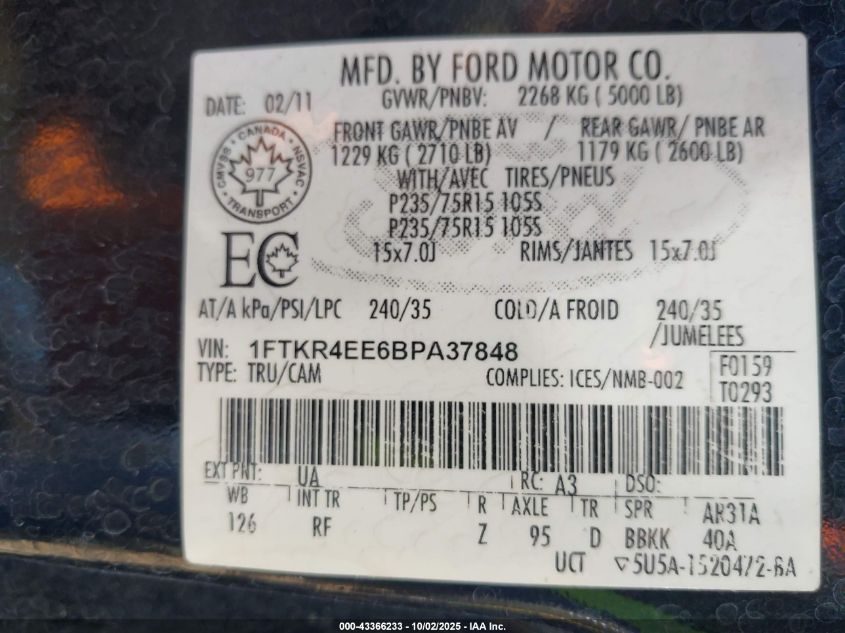 MFD. BY FORD MOTOR CO.
DATE: 02/11 GVWR/PNBV: 2268 KG ( 5000 LB)
FRONT GAWR/PNBE AV / REAR GAWR/ PNBE AR
1229 KG ( 2710 LB) 1179 KG ( 2600 LB)
WITH/AVEC TIRES/PNEUS
P235/75R15 105S
P235/75R15 105S
15x7.0J RIMS/JANTES 15x7.0J
CANADA
CMVSS 977 NSVAC
TRANSPORT
EC
AT/A kPa/PSI/LPC 240/35 COLD/A FROID 240/35
/JUMELEES
VIN: 1FTKR4EE6BPA37848
TYPE: TRU/CAM COMPLIES: ICES/NMB-002
F0159
T0293
EXT PNT: UA RC: A3 DSO:
WB INT TR TP/PS R AXLE TR SPR AR31A
126 RF Z 95 D BBKK 40A
UCT ▽5U5A-1520472-BA
000-43366233 - 10/02/2025 - IAA Inc.